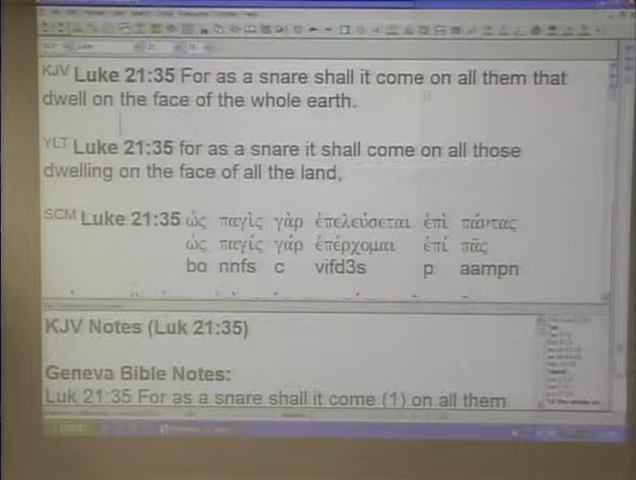 KJV Luke 21:35 For as a snare shall it come on all them that
dwell on the face of the whole earth.
YLT Luke 21:35 for as a snare it shall come on all those
dwelling on the face of all the land,
SCM Luke 21:35 ὡς παγὶς γὰρ ἐπελεύσεται ἐπὶ πάντας
ὡς παγίς γάρ ἐπέρχομαι ἐπί πᾶς
bo nnfs c vifd3s p aampn
KJV Notes (Luk 21:35)
Geneva Bible Notes:
Luk 21:35 For as a snare shall it come (1) on all them